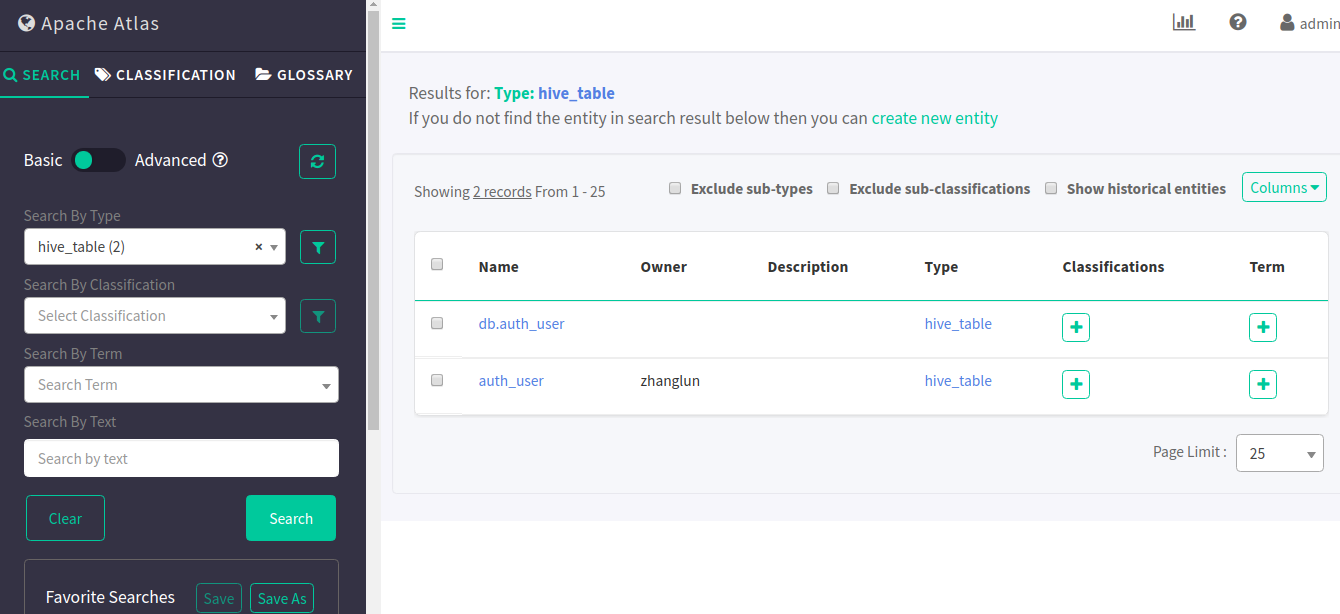 Apache Atlas
SEARCH CLASSIFICATION GLOSSARY
Basic Advanced
Search By Type
hive_table (2) ×
Search By Classification
Select Classification
Search By Term
Search Term
Search By Text
Search by text
Clear Search
Favorite Searches Save Save As
admin
Results for: Type: hive_table
If you do not find the entity in search result below then you can create new entity
Showing 2 records From 1 - 25 Exclude sub-types Exclude sub-classifications Show historical entities Columns
Name Owner Description Type Classifications Term
db.auth_user hive_table
auth_user zhanglun hive_table
Page Limit : 25